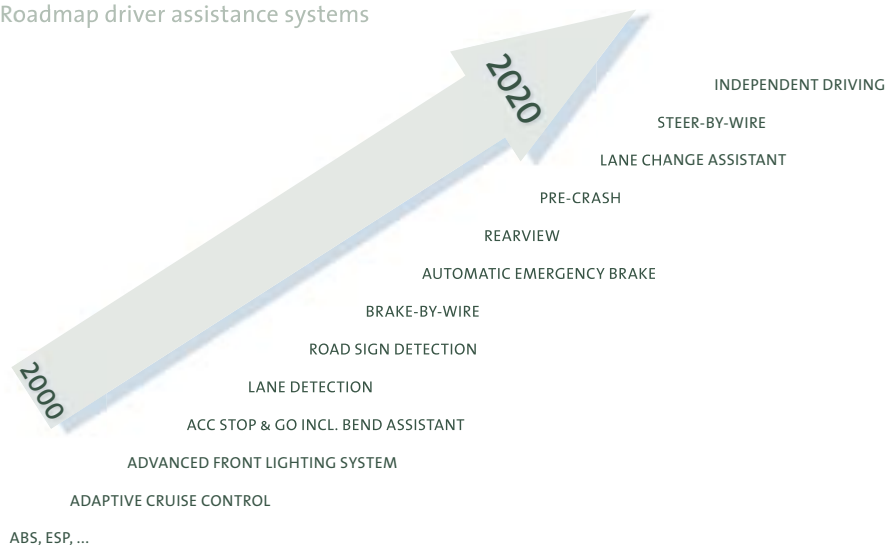 Roadmap driver assistance systems
2020
INDEPENDENT DRIVING
STEER-BY-WIRE
LANE CHANGE ASSISTANT
PRE-CRASH
REARVIEW
AUTOMATIC EMERGENCY BRAKE
BRAKE-BY-WIRE
ROAD SIGN DETECTION
2000
LANE DETECTION
ACC STOP & GO INCL. BEND ASSISTANT
ADVANCED FRONT LIGHTING SYSTEM
ADAPTIVE CRUISE CONTROL
ABS, ESP, ...